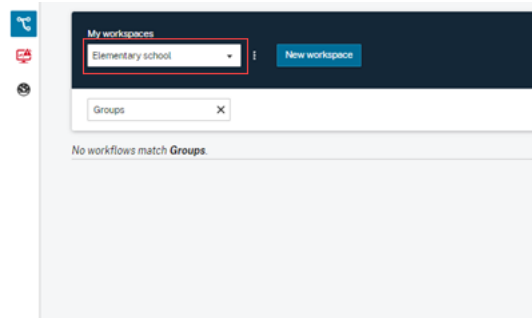 My workspaces
Elementary school
New workspace
Groups
No workflows match Groups.